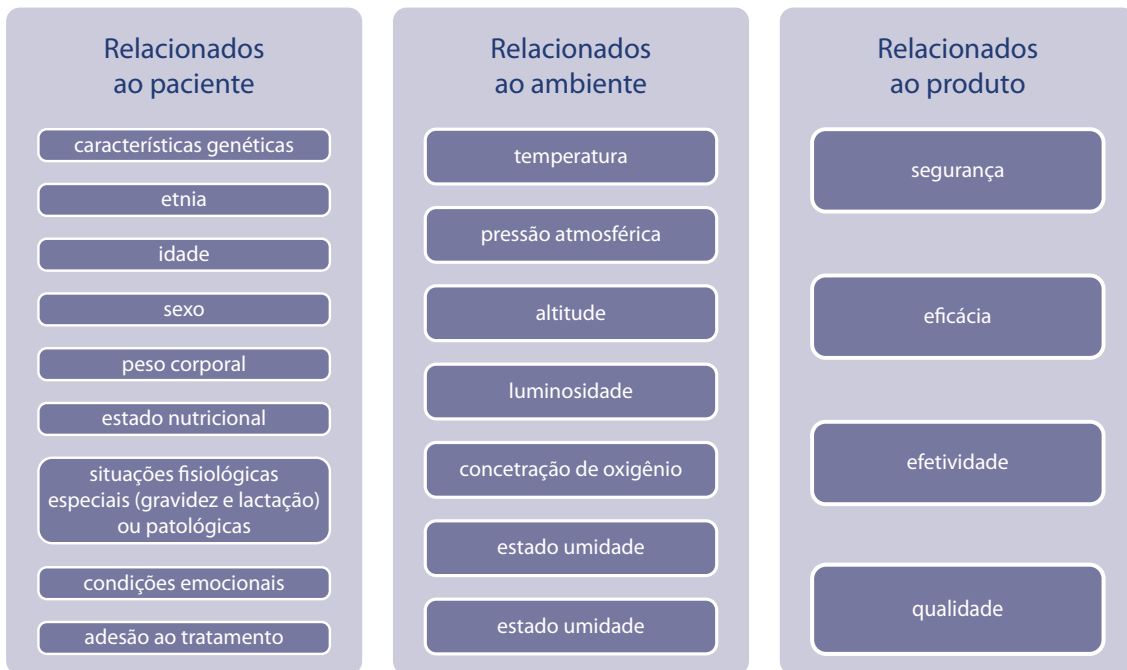 Relacionados
ao paciente
características genéticas
etnia
idade
sexo
peso corporal
estado nutricional
situações fisiológicas
especiais (gravidez e lactação)
ou patológicas
condições emocionais
adesão ao tratamento
Relacionados
ao ambiente
temperatura
pressão atmosférica
altitude
luminosidade
concetração de oxigênio
estado umidade
estado umidade
Relacionados
ao produto
segurança
eficácia
efetividade
qualidade